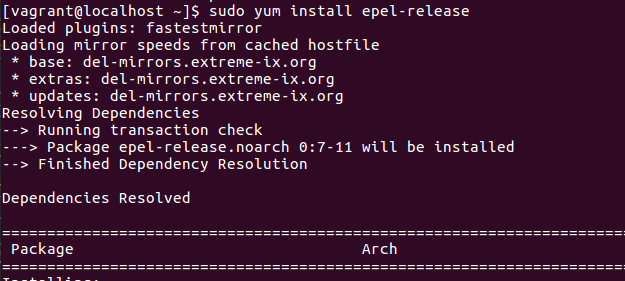 [vagrant@localhost ~]$ sudo yum install epel-release
Loaded plugins: fastestmirror
Loading mirror speeds from cached hostfile
 * base: del-mirrors.extreme-ix.org
 * extras: del-mirrors.extreme-ix.org
 * updates: del-mirrors.extreme-ix.org
Resolving Dependencies
--> Running transaction check
---> Package epel-release.noarch 0:7-11 will be installed
--> Finished Dependency Resolution
Dependencies Resolved
================================================================================
 Package                                Arch
================================================================================
Installing: